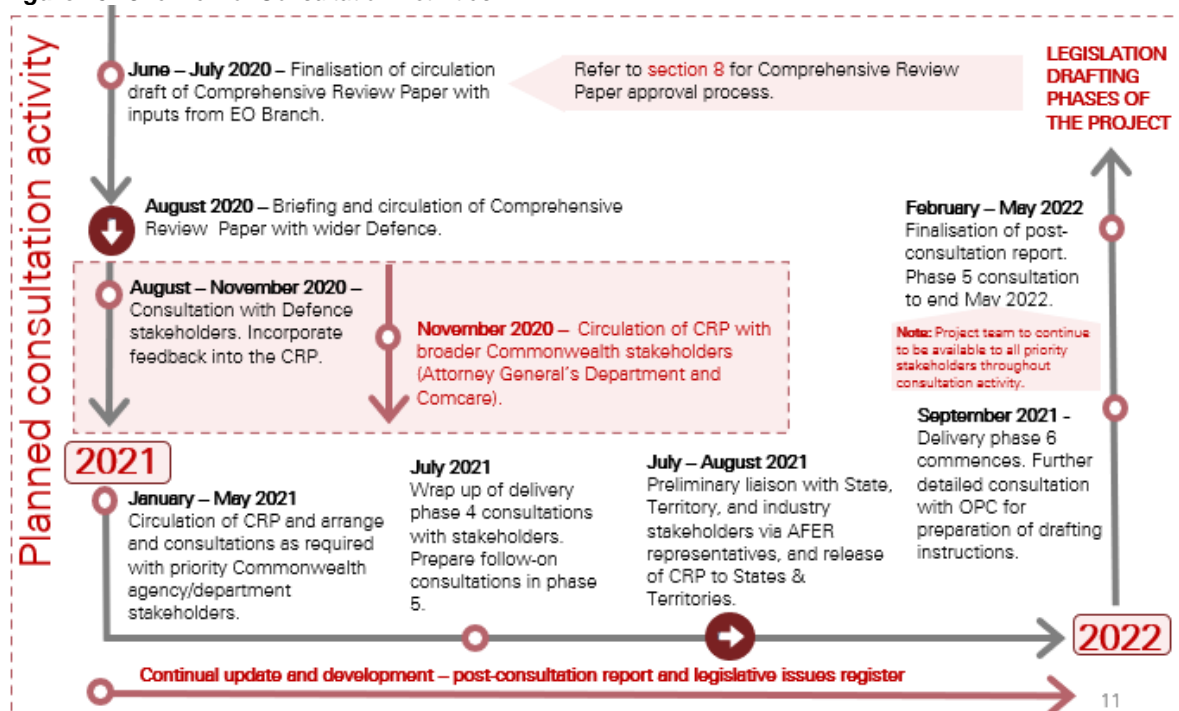 Planned consultation activity
June – July 2020 – Finalisation of circulation
draft of Comprehensive Review Paper with
inputs from EO Branch.
Refer to section 8 for Comprehensive Review
Paper approval process.
LEGISLATION
DRAFTING
PHASES OF
THE PROJECT
August 2020 – Briefing and circulation of Comprehensive
Review Paper with wider Defence.
August – November 2020 –
Consultation with Defence
stakeholders. Incorporate
feedback into the CRP.
November 2020 – Circulation of CRP with
broader Commonwealth stakeholders
(Attorney General's Department and
Comcare).
February – May 2022
Finalisation of post-
consultation report.
Phase 5 consultation
to end May 2022.
Note: Project team to continue
to be available to all priority
stakeholders throughout
consultation activity.
September 2021 -
Delivery phase 6
commences. Further
detailed consultation
with OPC for
preparation of drafting
instructions.
2021
January – May 2021
Circulation of CRP and arrange
and consultations as required
with priority Commonwealth
agency/department
stakeholders.
July 2021
Wrap up of delivery
phase 4 consultations
with stakeholders.
Prepare follow-on
consultations in phase
5.
July – August 2021
Preliminary liaison with State,
Territory, and industry
stakeholders via AFER
representatives, and release
of CRP to States &
Territories.
2022
Continual update and development – post-consultation report and legislative issues register
11